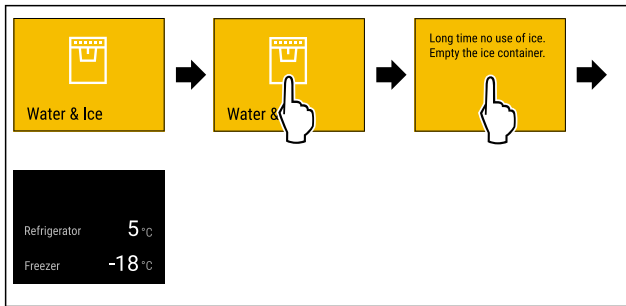 Water & Ice
Water &
Long time no use of ice.
Empty the ice container.
Refrigerator 5 °C
Freezer -18 °C